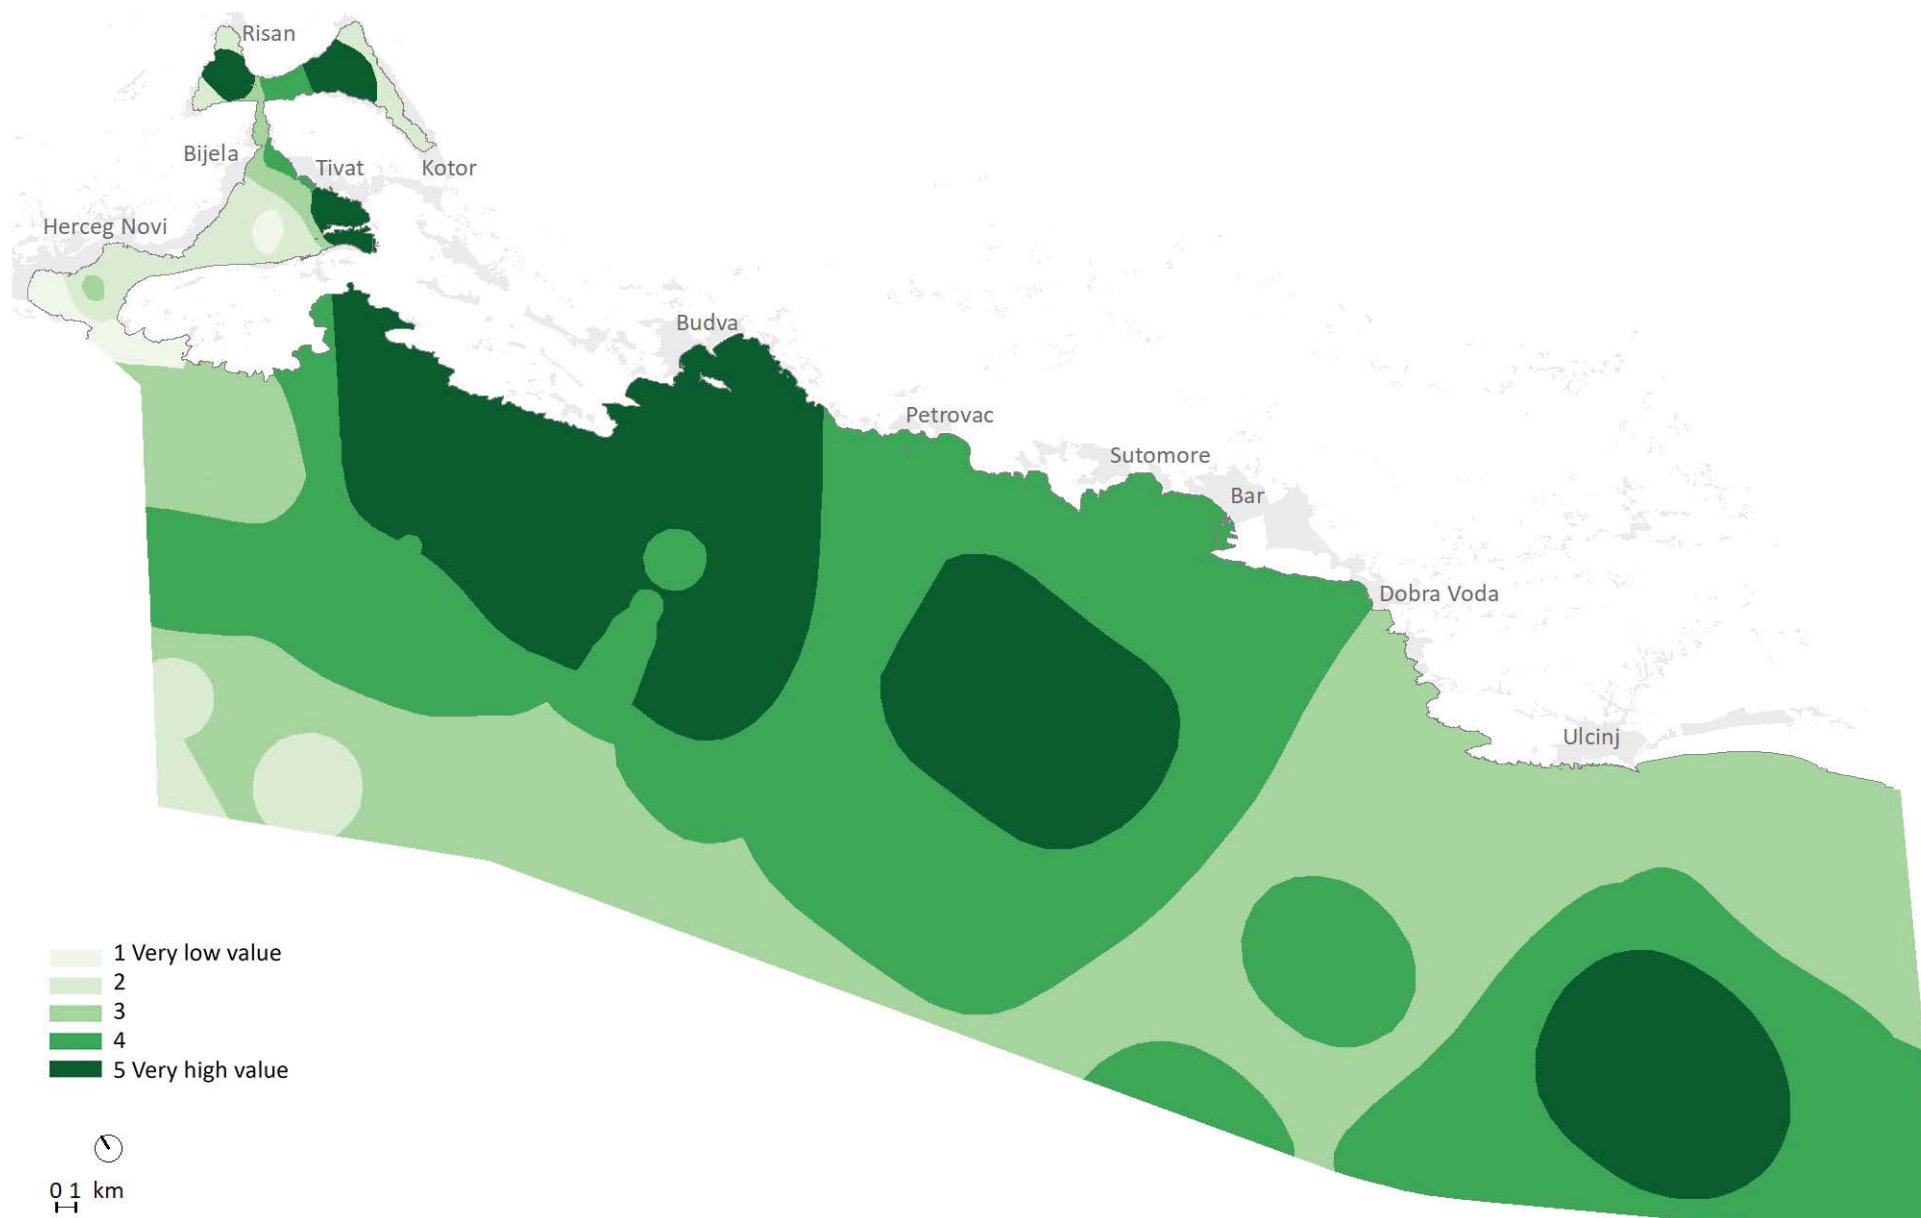 Risan
Bijela
Tivat
Kotor
Herceg Novi
Budva
Petrovac
Sutomore
Bar
Dobra Voda
Ulcinj
1 Very low value
2
3
4
5 Very high value
0 1 km